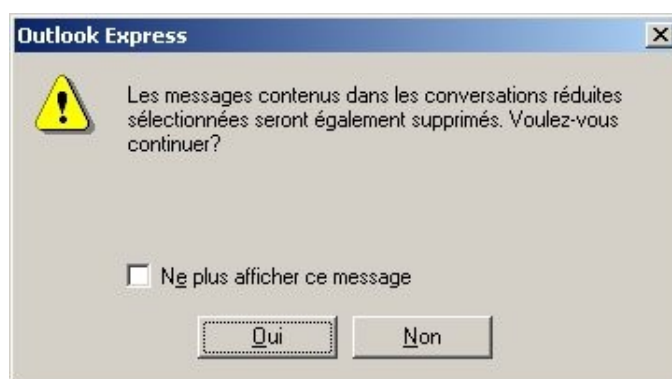 Outlook Express
Les messages contenus dans les conversations réduites
sélectionnées seront également supprimés. Voulez-vous
continuer?
Ne plus afficher ce message
Oui
Non